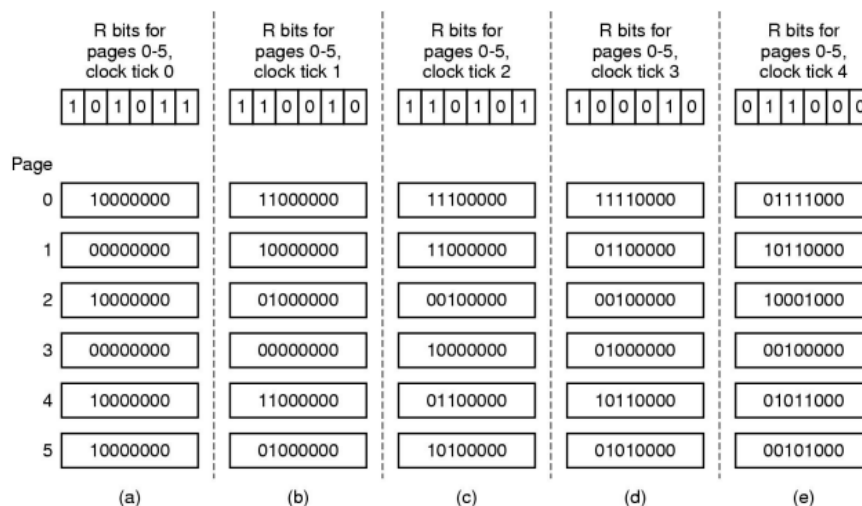 R bits for R bits for R bits for R bits for R bits for
pages 0-5, pages 0-5, pages 0-5, pages 0-5, pages 0-5,
clock tick 0 clock tick 1 clock tick 2 clock tick 3 clock tick 4
1 0 1 0 1 1 1 1 0 0 1 0 1 1 0 1 0 1 1 0 0 0 1 0 0 1 1 0 0 0
Page
0 10000000 11000000 11100000 11110000 01111000
1 00000000 10000000 11000000 01100000 10110000
2 10000000 01000000 00100000 00100000 10001000
3 00000000 00000000 10000000 01000000 00100000
4 10000000 11000000 01100000 10110000 01011000
5 10000000 01000000 10100000 01010000 00101000
(a) (b) (c) (d) (e)